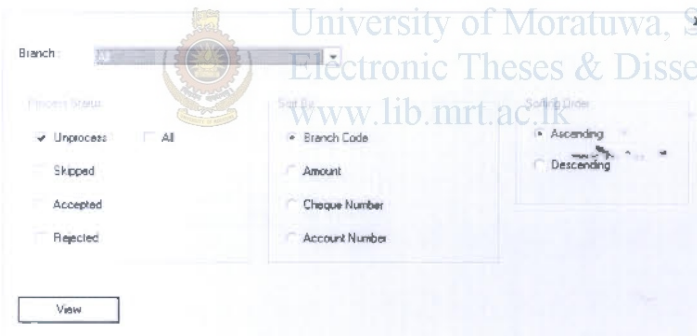 University of Moratuwa, S
Electronic Theses & Disse
www.lib.mrt.ac.lk
Branch: All
Process Status
Unprocess All
Skipped
Accepted
Rejected
Sort By
Branch Code
Amount
Cheque Number
Account Number
Sorting Order
Ascending
Descending
View